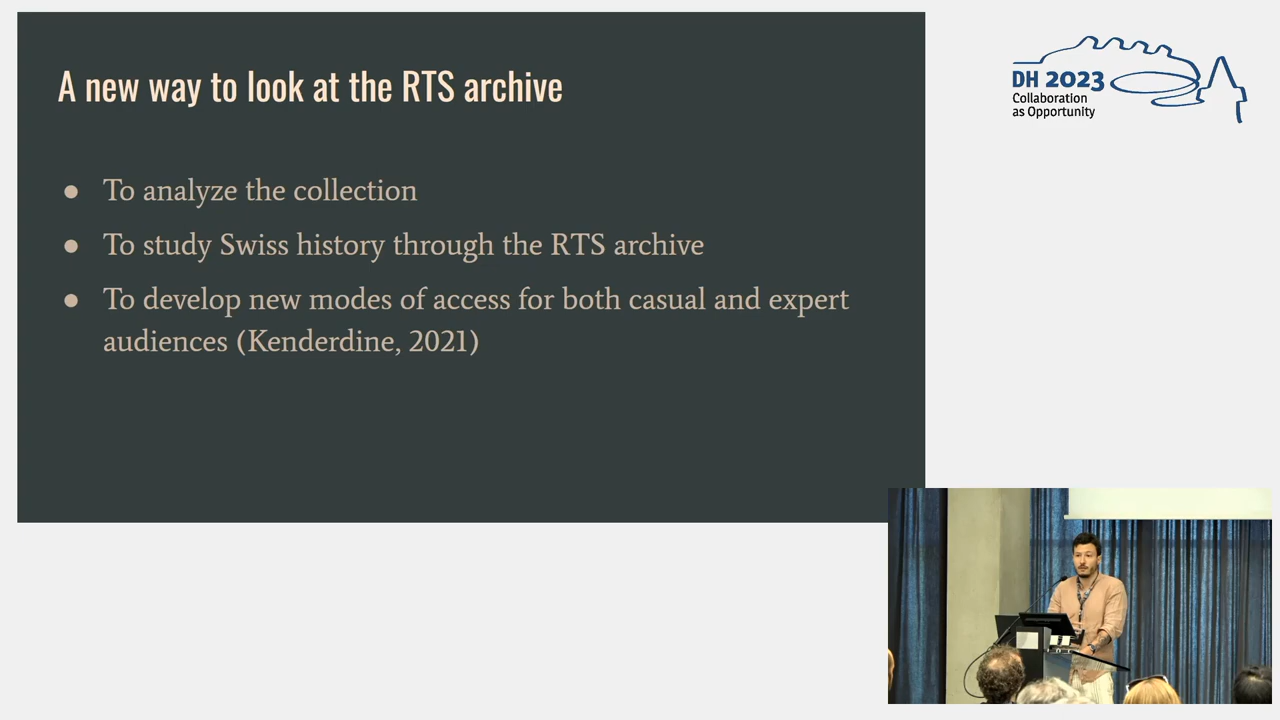 A new way to look at the RTS archive
● To analyze the collection
● To study Swiss history through the RTS archive
● To develop new modes of access for both casual and expert
audiences (Kenderdine, 2021)
DH 2023
Collaboration
as Opportunity